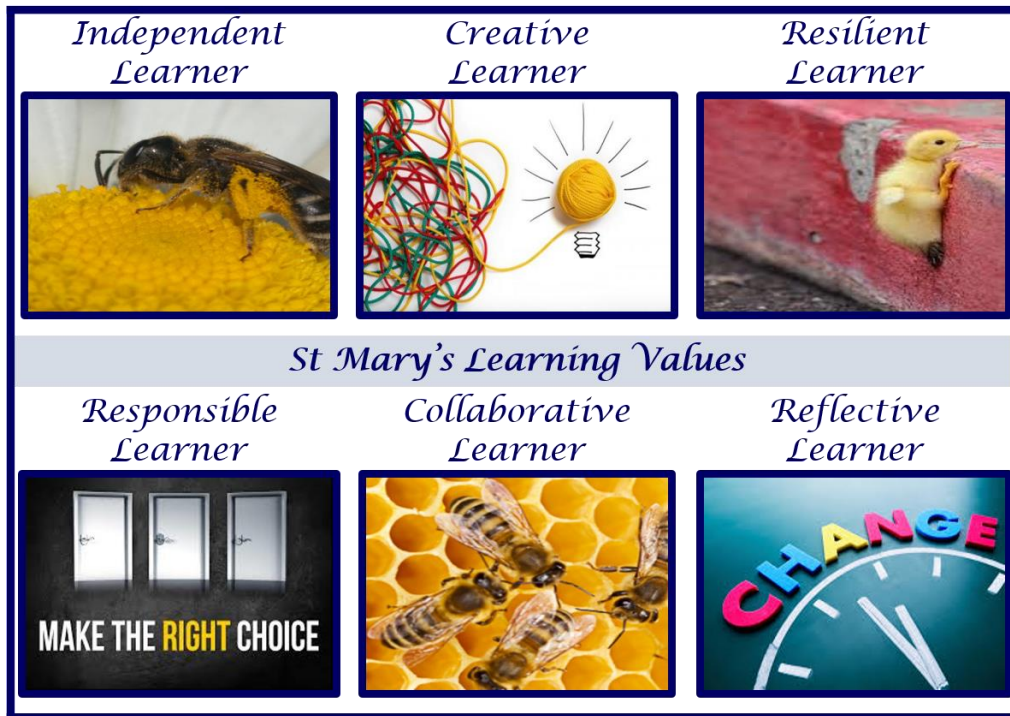 Independent
Learner
Creative
Learner
Resilient
Learner
St Mary's Learning Values
Responsible
Learner
MAKE THE RIGHT CHOICE
Collaborative
Learner
Reflective
Learner
CHANGE